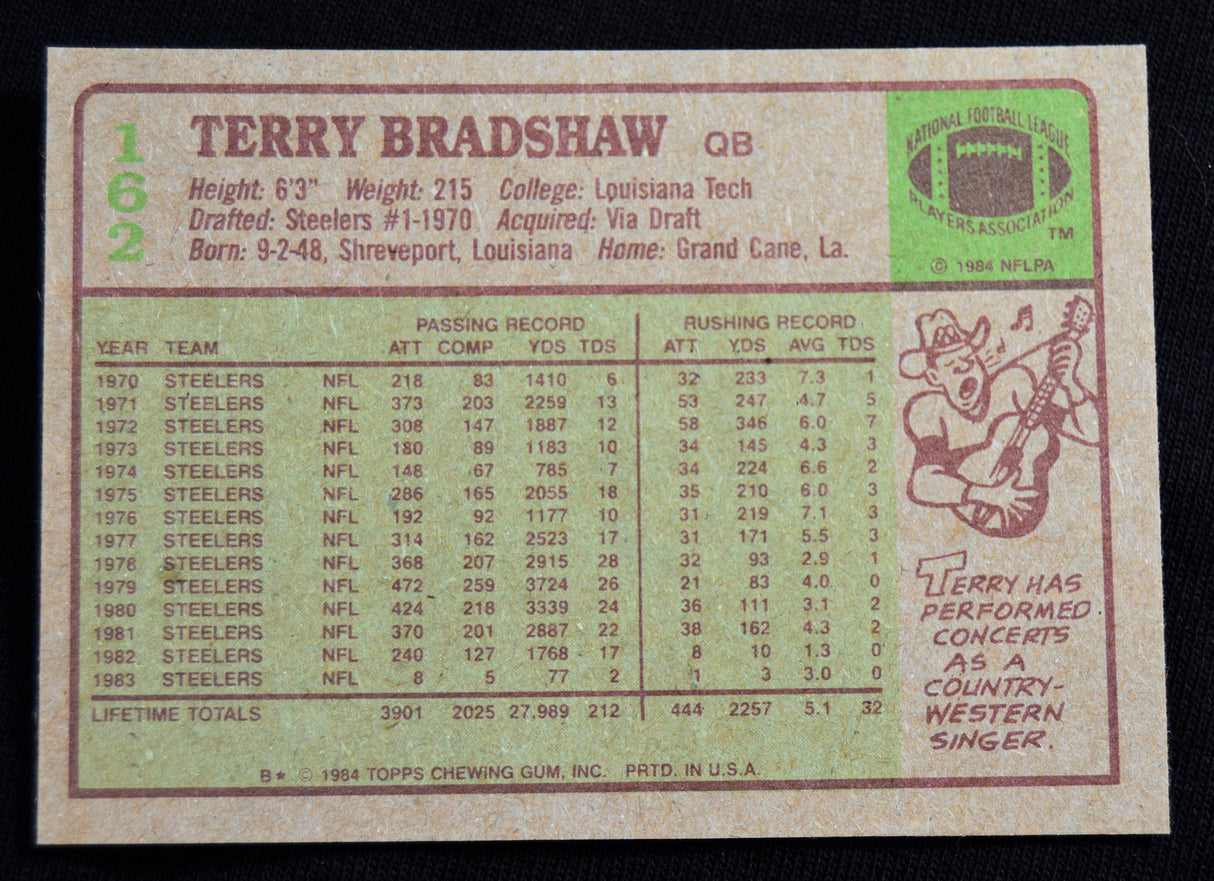 162
TERRY BRADSHAW QB
Height: 6'3" Weight: 215 College: Louisiana Tech
Drafted: Steelers #1-1970 Acquired: Via Draft
Born: 9-2-48, Shreveport, Louisiana Home: Grand Cane, La.
NATIONAL FOOTBALL LEAGUE
PLAYERS ASSOCIATION TM
© 1984 NFLPA
PASSING RECORD RUSHING RECORD
YEAR TEAM ATT COMP YDS TDS ATT YDS AVG TDS
1970 STEELERS NFL 218 83 1410 6 32 233 7.3 1
1971 STEELERS NFL 373 203 2259 13 53 247 4.7 5
1972 STEELERS NFL 308 147 1887 12 58 346 6.0 7
1973 STEELERS NFL 180 89 1183 10 34 145 4.3 3
1974 STEELERS NFL 148 67 785 7 34 224 6.6 2
1975 STEELERS NFL 286 165 2055 18 35 210 6.0 3
1976 STEELERS NFL 192 92 1177 10 31 219 7.1 3
1977 STEELERS NFL 314 162 2523 17 31 171 5.5 3
1978 STEELERS NFL 368 207 2915 28 32 93 2.9 1
1979 STEELERS NFL 472 259 3724 26 21 83 4.0 0
1980 STEELERS NFL 424 218 3339 24 36 111 3.1 2
1981 STEELERS NFL 370 201 2887 22 38 162 4.3 2
1982 STEELERS NFL 240 127 1768 17 8 10 1.3 0
1983 STEELERS NFL 8 5 77 2 1 3 3.0 0
LIFETIME TOTALS 3901 2025 27,989 212 444 2257 5.1 32
B* © 1984 TOPPS CHEWING GUM, INC. PRTD. IN U.S.A.
TERRY HAS
PERFORMED
CONCERTS
AS A
COUNTRY-
WESTERN
SINGER.